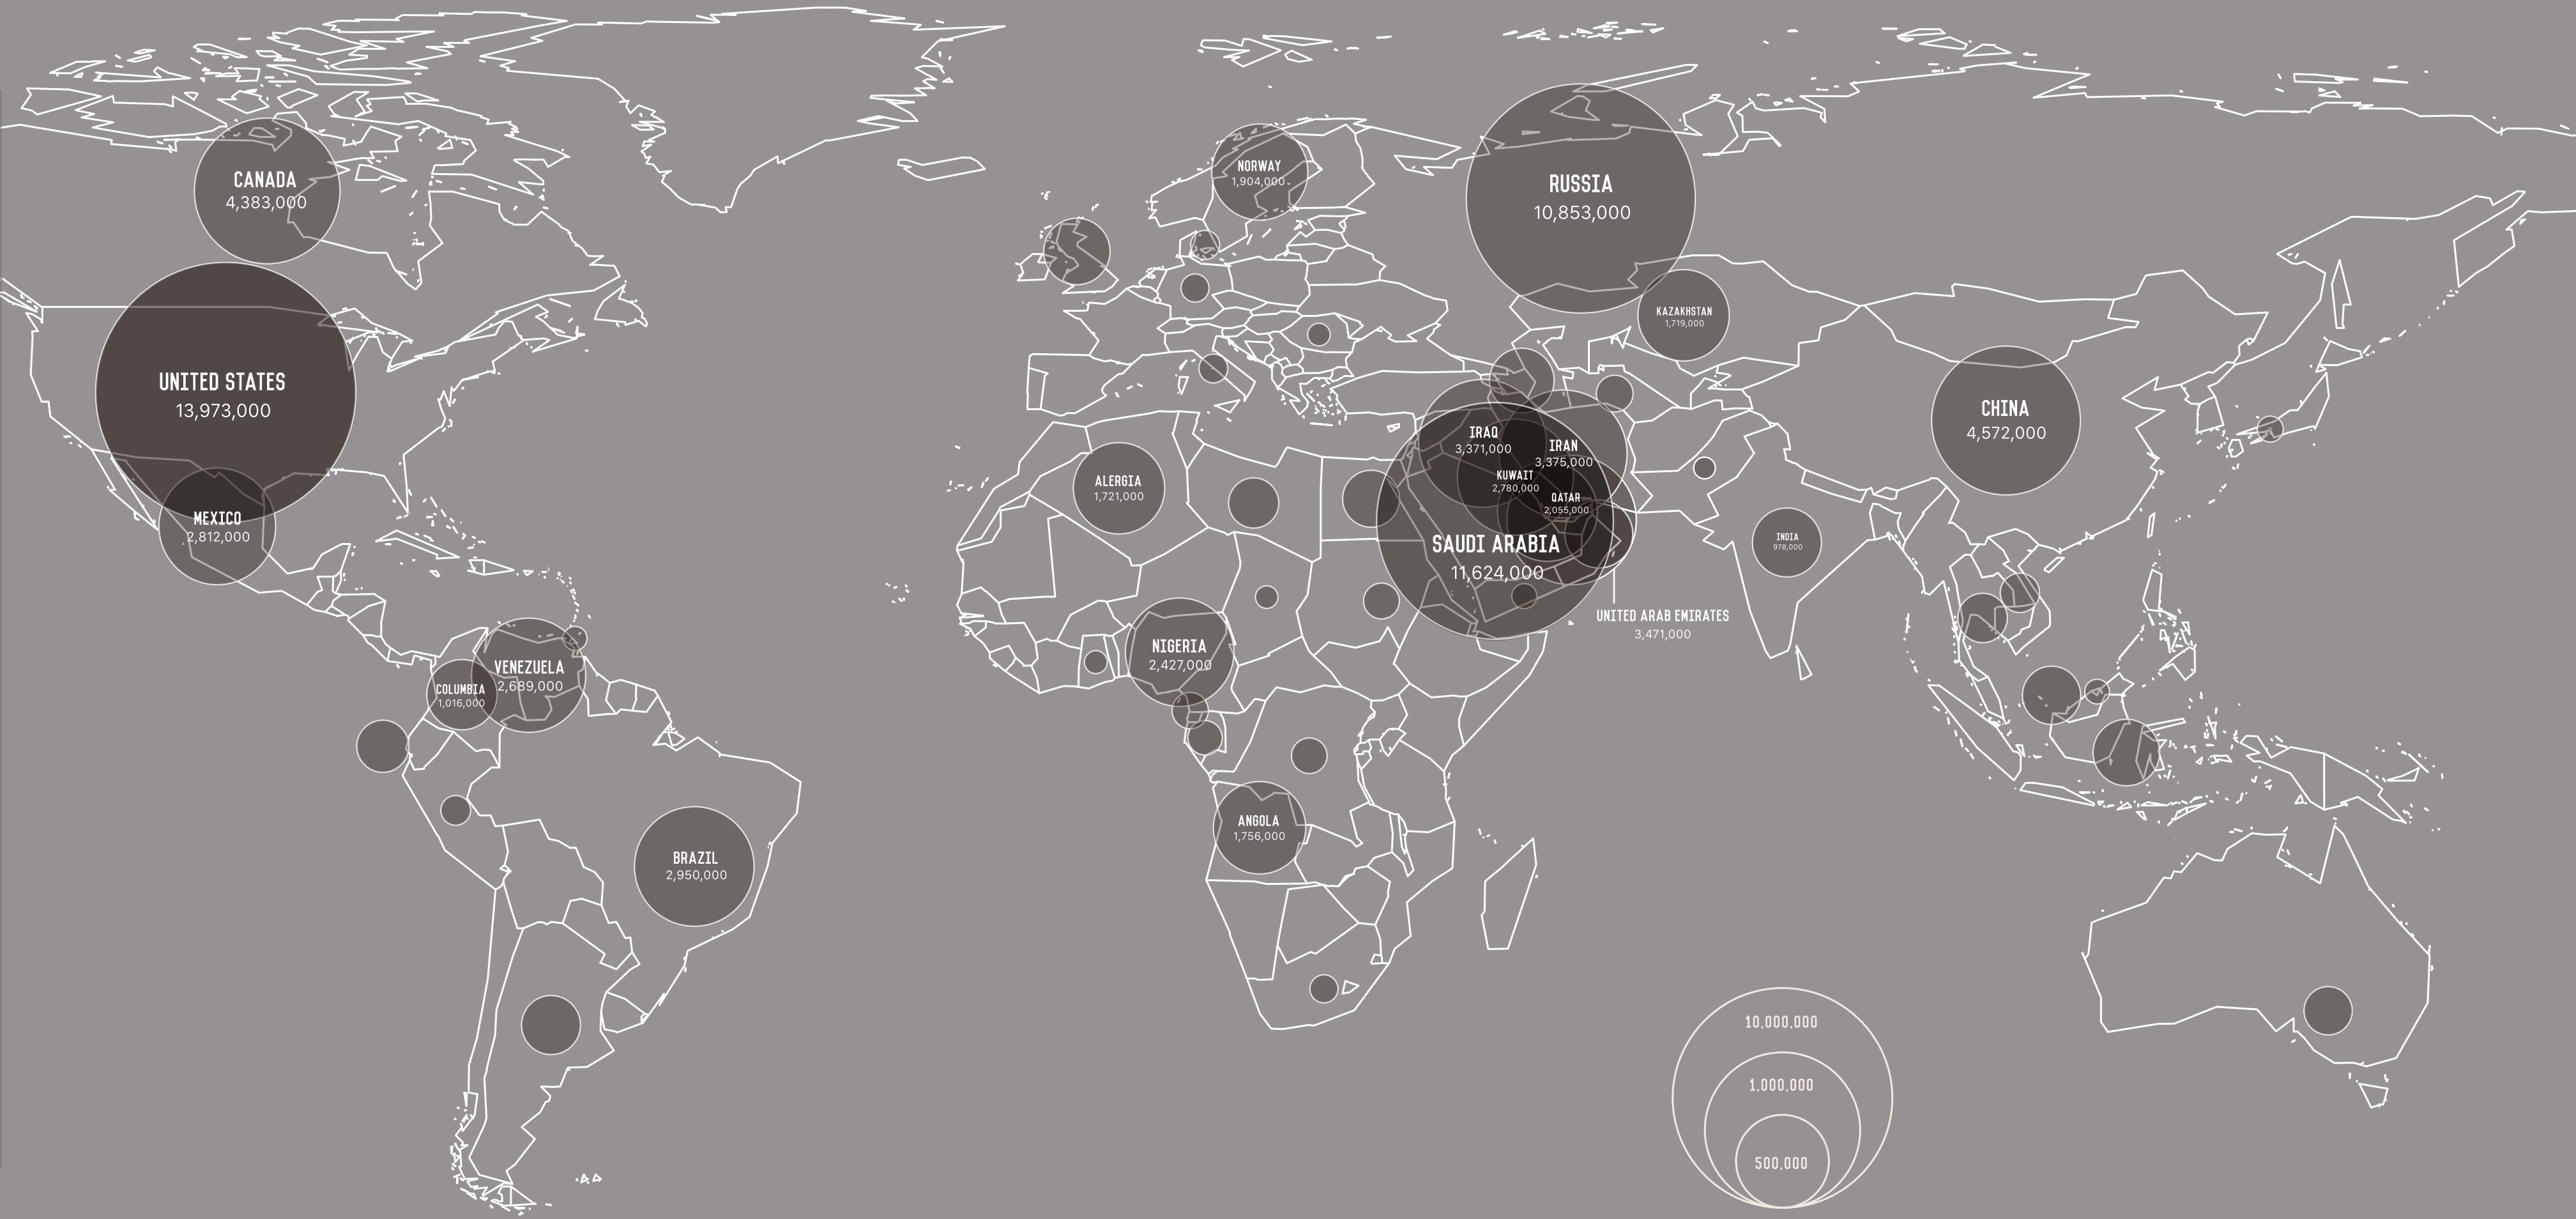 CANADA
4,383,000
NORWAY
1,904,000
RUSSIA
10,853,000
KAZAKHSTAN
1,719,000
UNITED STATES
13,973,000
MEXICO
2,812,000
CHINA
4,572,000
IRAQ
3,371,000
IRAN
3,375,000
KUWAIT
2,780,000
QATAR
2,055,000
ALERGIA
1,721,000
SAUDI ARABIA
11,624,000
INDIA
978,000
UNITED ARAB EMIRATES
3,471,000
NIGERIA
2,427,000
VENEZUELA
2,689,000
COLUMBIA
1,016,000
ANGOLA
1,756,000
BRAZIL
2,950,000
10,000,000
1,000,000
500,000